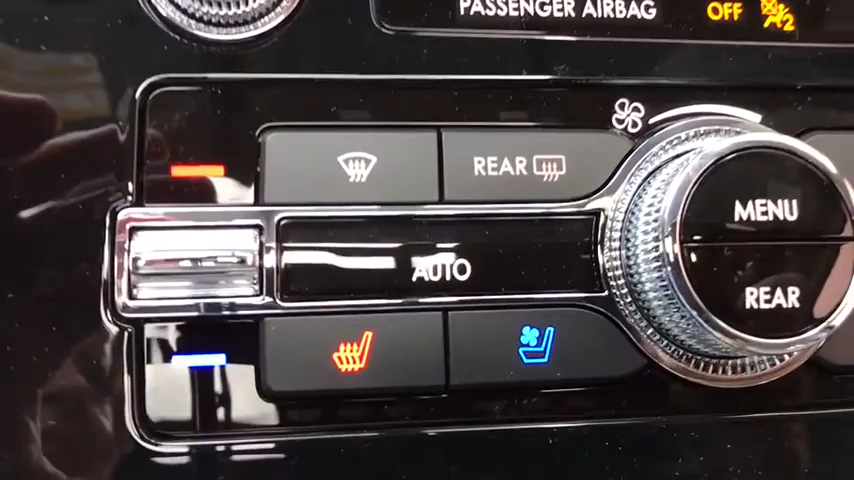 PASSENGER AIRBAG OFF
REAR
MENU
AUTO
REAR